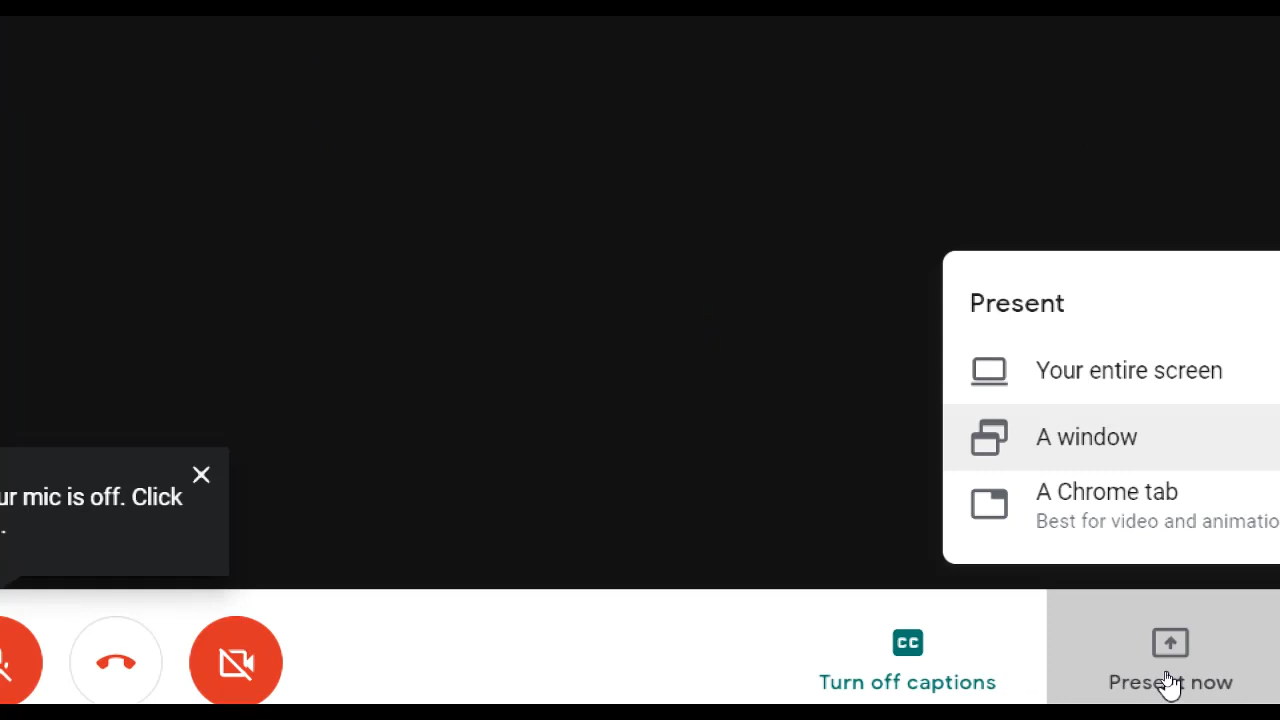 Present
Your entire screen
A window
A Chrome tab
Best for video and animatio
ur mic is off. Click
.
CC
Turn off captions
Present now